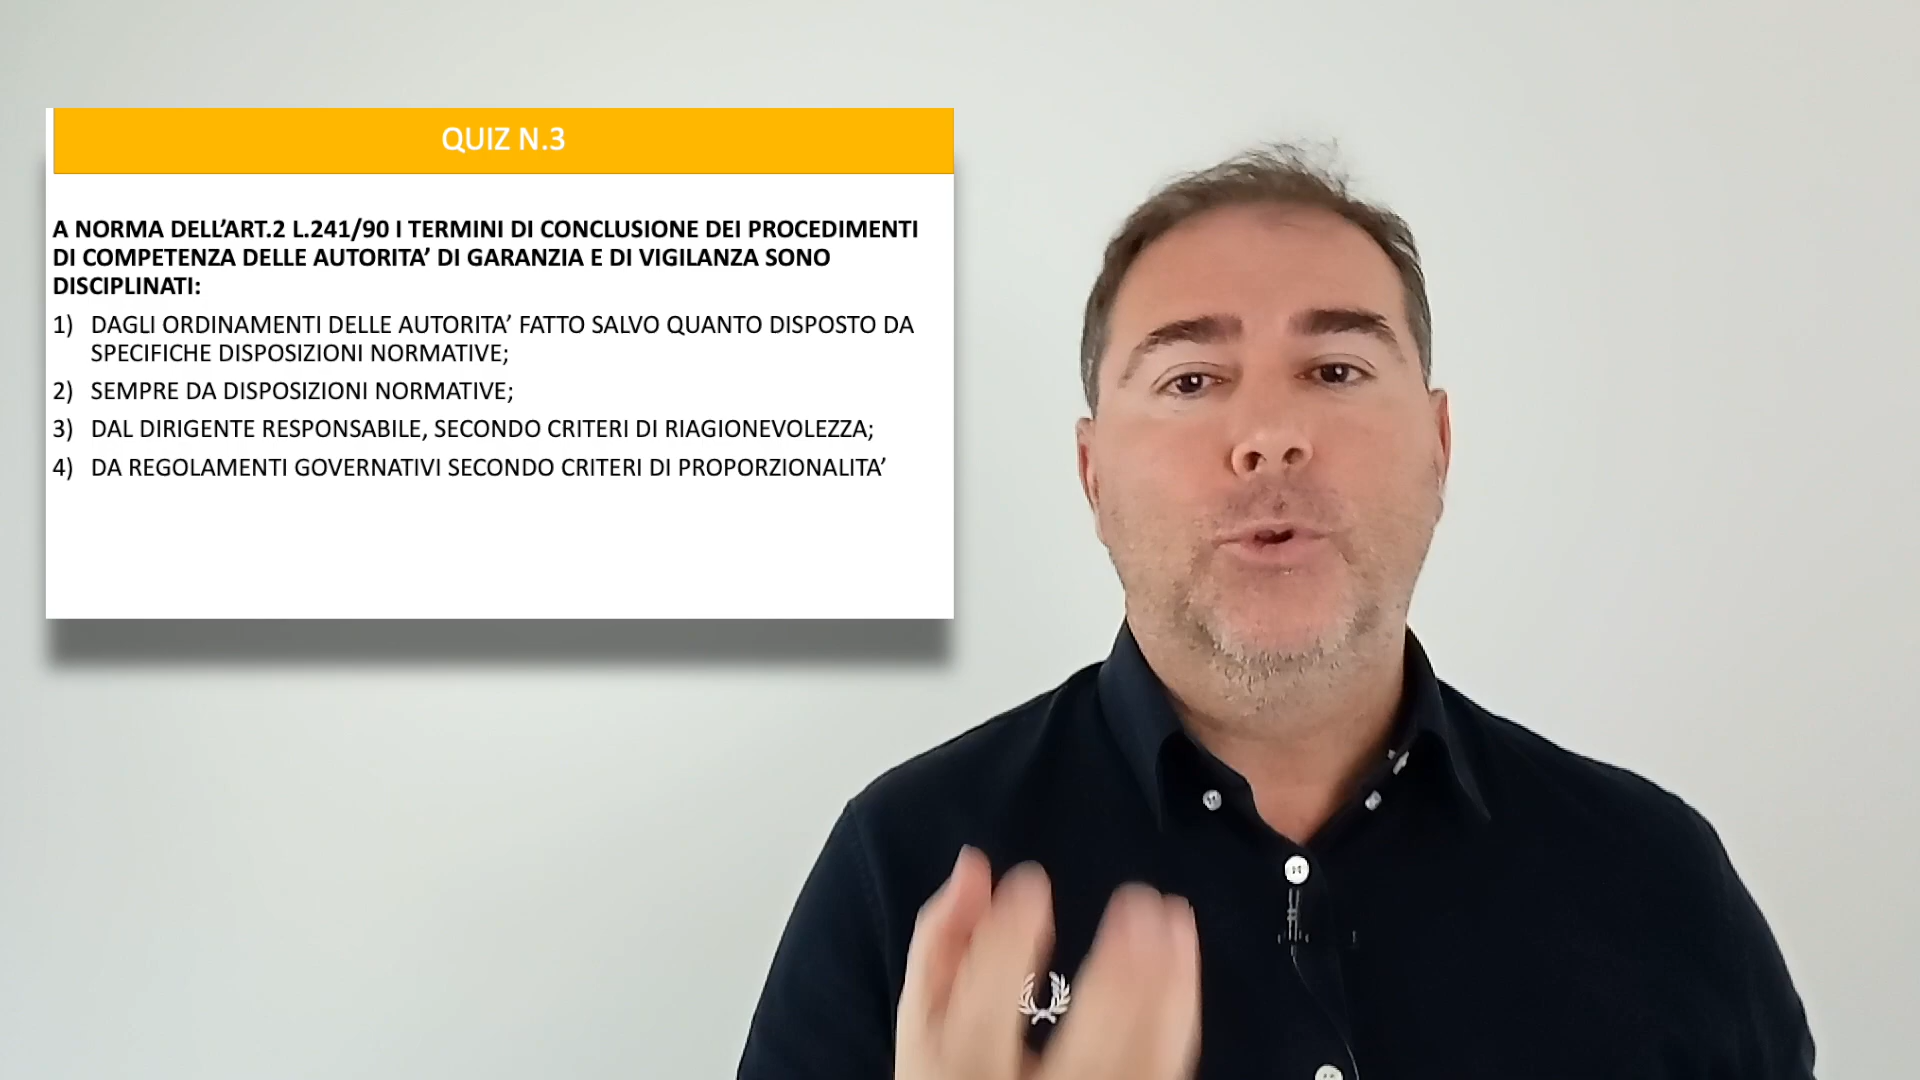 QUIZ N.3
A NORMA DELL’ART.2 L.241/90 I TERMINI DI CONCLUSIONE DEI PROCEDIMENTI
DI COMPETENZA DELLE AUTORITA’ DI GARANZIA E DI VIGILANZA SONO
DISCIPLINATI:
1) DAGLI ORDINAMENTI DELLE AUTORITA’ FATTO SALVO QUANTO DISPOSTO DA
SPECIFICHE DISPOSIZIONI NORMATIVE;
2) SEMPRE DA DISPOSIZIONI NORMATIVE;
3) DAL DIRIGENTE RESPONSABILE, SECONDO CRITERI DI RIAGIONEVOLEZZA;
4) DA REGOLAMENTI GOVERNATIVI SECONDO CRITERI DI PROPORZIONALITA’